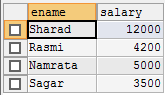 ename salary
Sharad 12000
Rasmi 4200
Namrata 5000
Sagar 3500